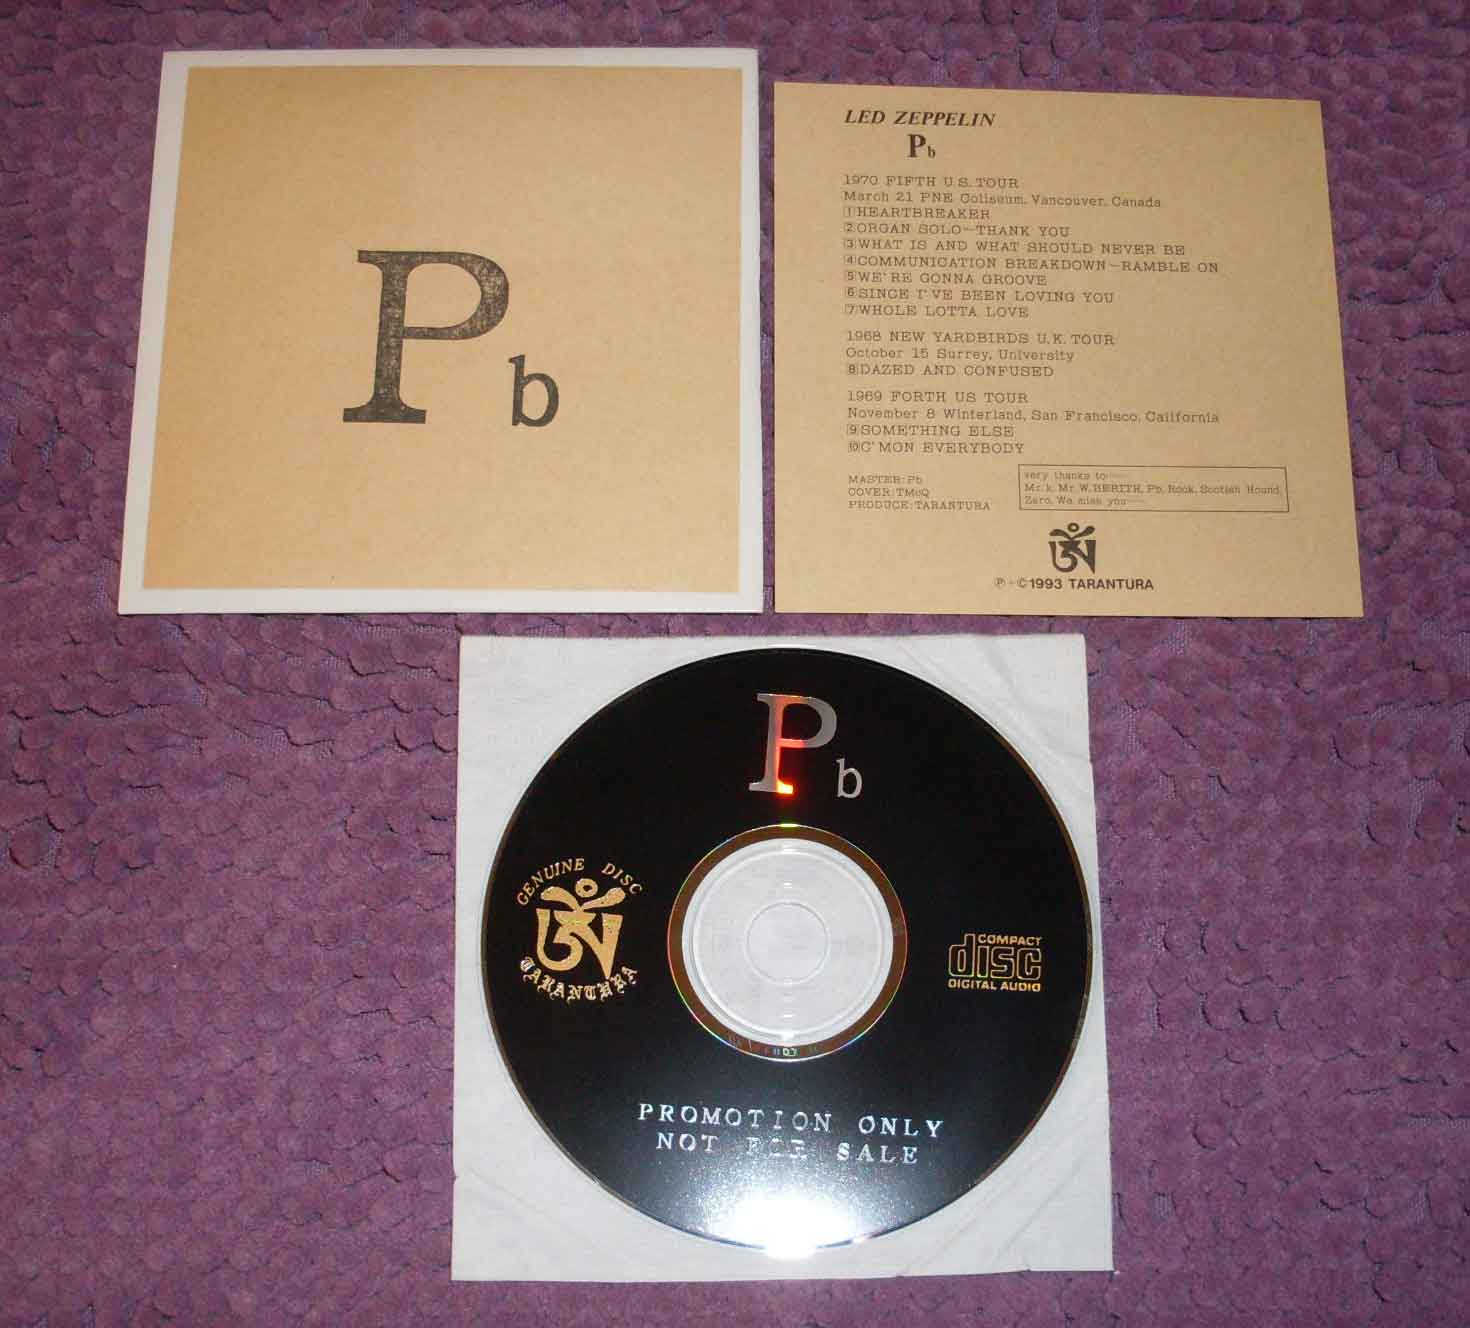 Pb
LED ZEPPELIN
Pb
1970 FIFTH U.S. TOUR
March 21 PNE Coliseum, Vancouver, Canada
1 HEARTBREAKER
2 ORGAN SOLO–THANK YOU
3 WHAT IS AND WHAT SHOULD NEVER BE
4 COMMUNICATION BREAKDOWN–RAMBLE ON
5 WE'RE GONNA GROOVE
6 SINCE I'VE BEEN LOVING YOU
7 WHOLE LOTTA LOVE
1968 NEW YARDBIRDS U.K. TOUR
October 15 Surrey, University
8 DAZED AND CONFUSED
1969 FORTH US TOUR
November 8 Winterland, San Francisco, California
9 SOMETHING ELSE
10 C'MON EVERYBODY
MASTER: Pb
COVER: TMoQ
PRODUCE: TARANTURA
very thanks to……
Mr. k, Mr. W, BERITH, Pb, Rock, Scotish Hound
Zero, We miss you……
ॐ
℗+©1993 TARANTURA
Pb
GENUINE DISC
ॐ
TARANTURA
COMPACT
disc
DIGITAL AUDIO
PROMOTION ONLY
NOT FOR SALE